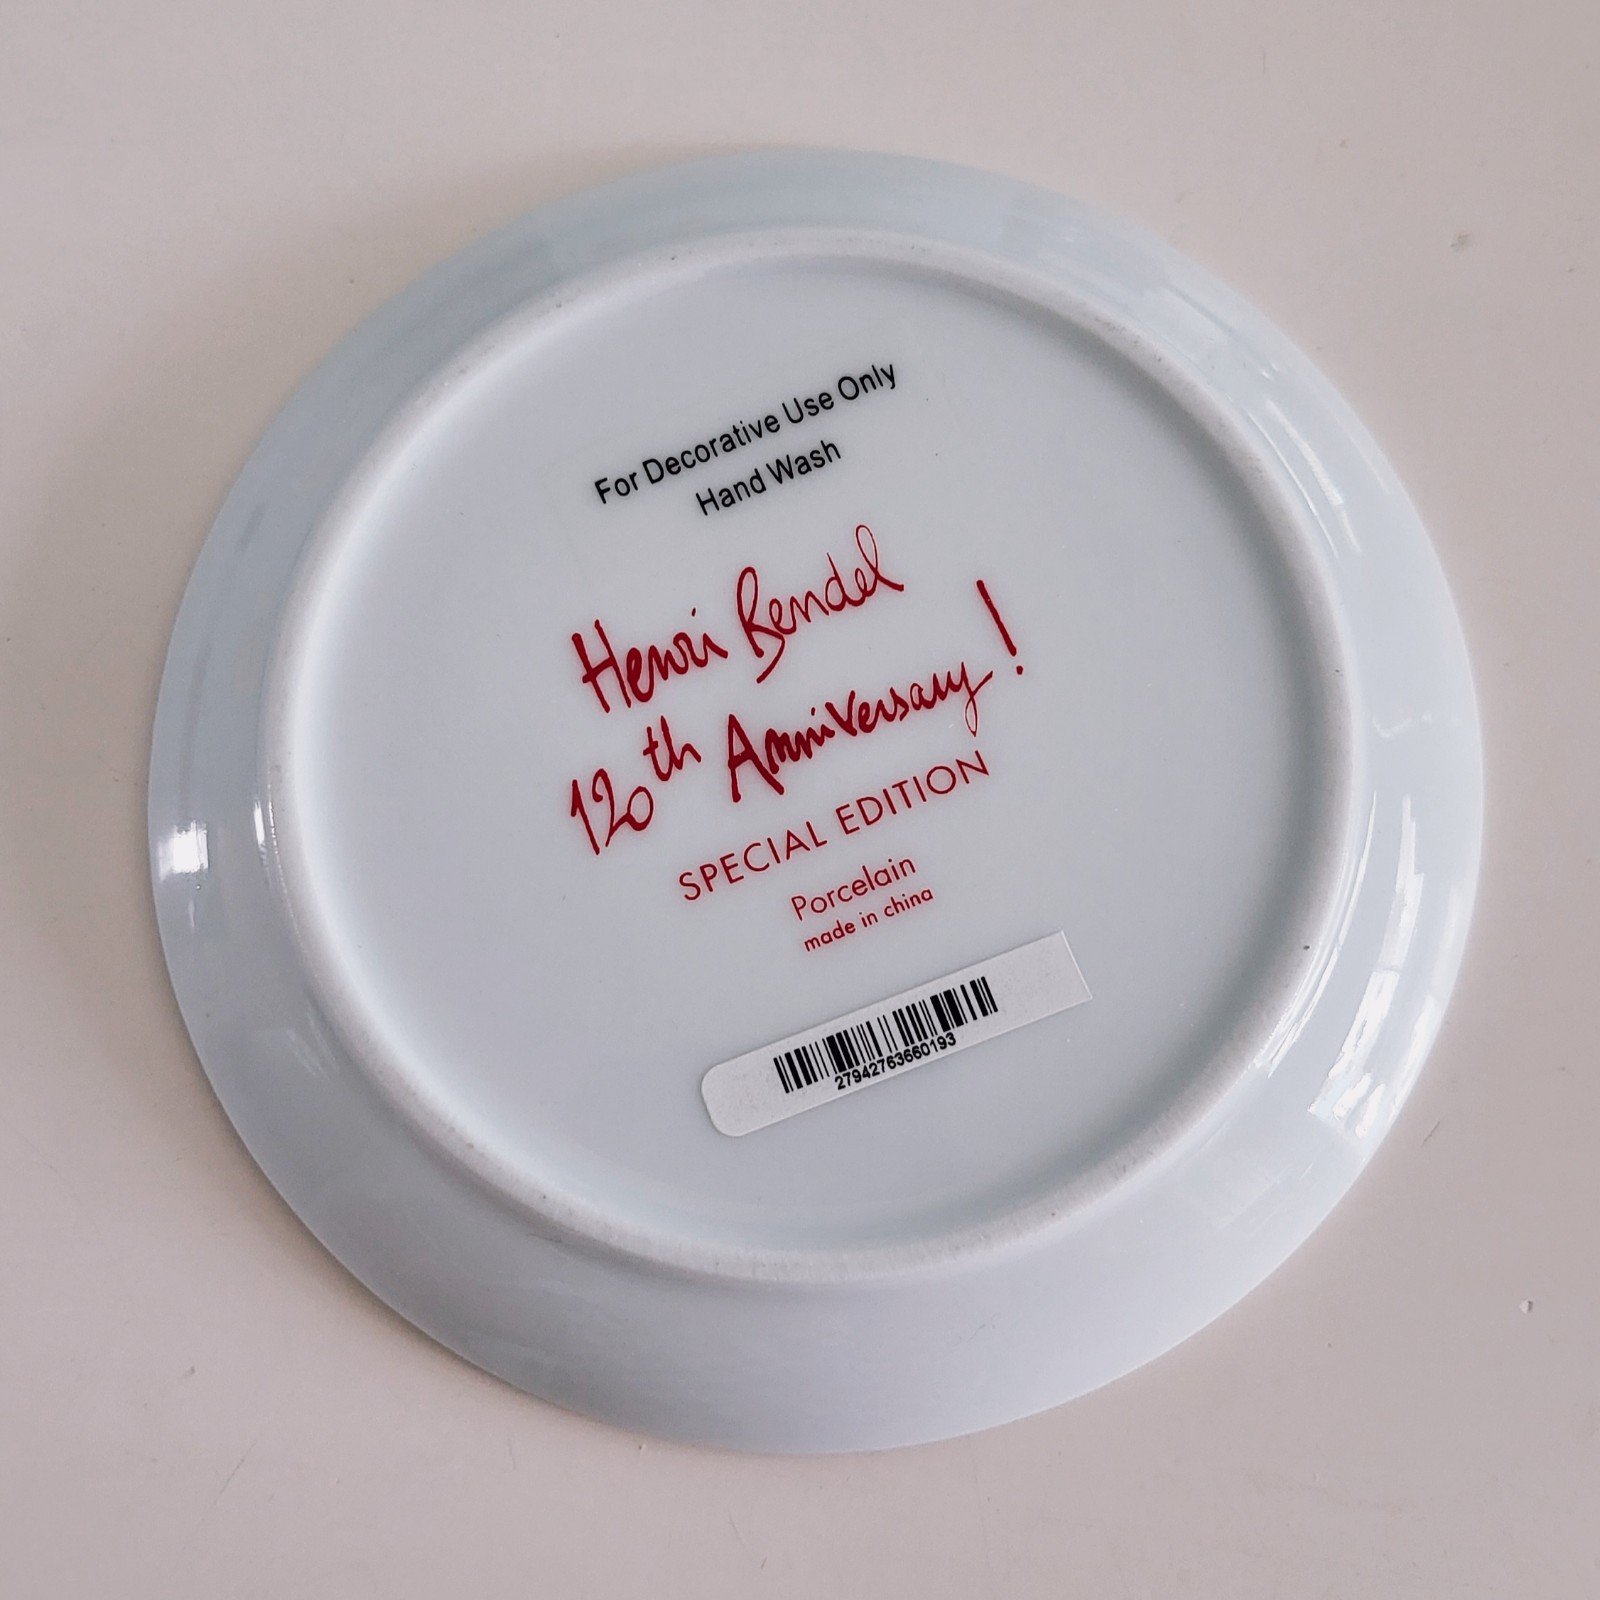 For Decorative Use Only
Hand Wash
Henri Bendel
120th Anniversary!
SPECIAL EDITION
Porcelain
made in china
27942763660193